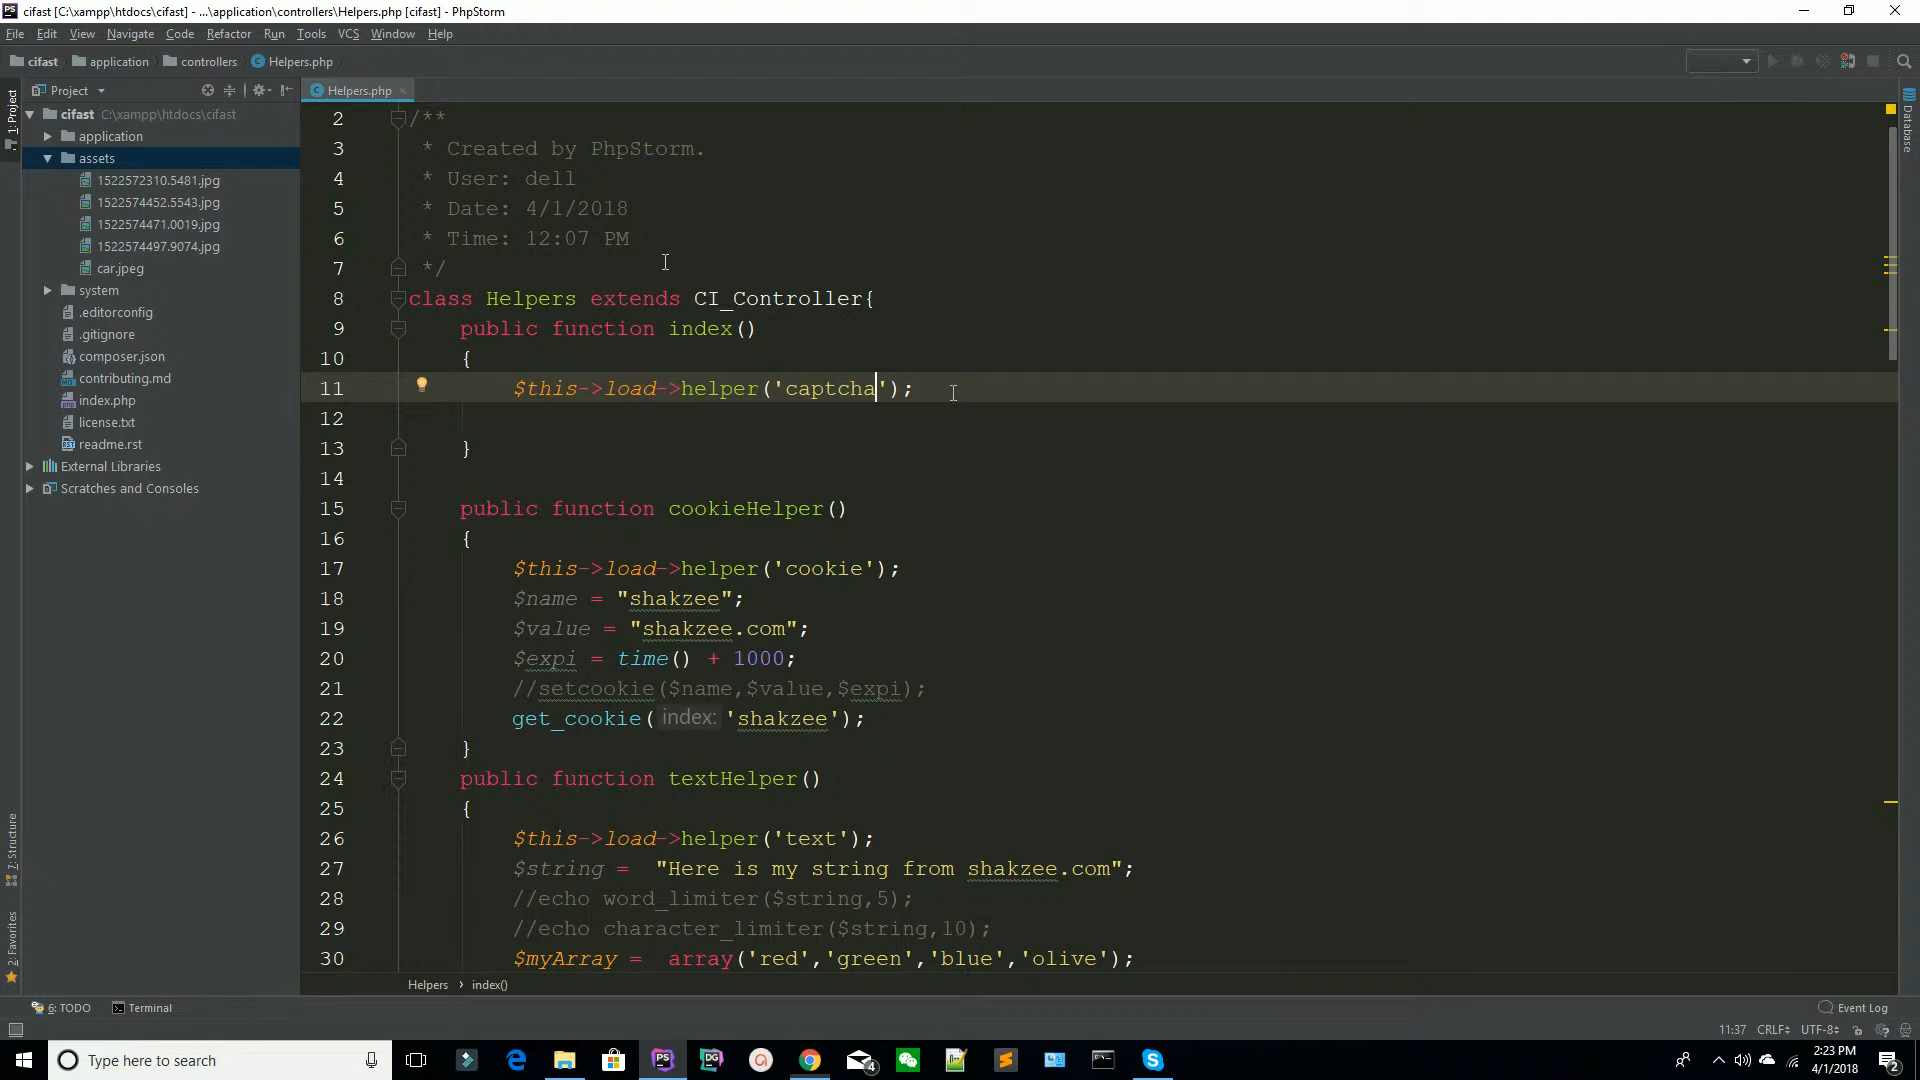 cifast [C:\xampp\htdocs\cifast] - ...\application\controllers\Helpers.php [cifast] - PhpStorm
File Edit View Navigate Code Refactor Run Tools VCS Window Help
cifast application controllers Helpers.php
Project
Helpers.php
1: Project
7: Structure
2: Favorites
Database
cifast C:\xampp\htdocs\cifast
application
assets
1522572310.5481.jpg
1522574452.5543.jpg
1522574471.0019.jpg
1522574497.9074.jpg
car.jpeg
system
.editorconfig
.gitignore
composer.json
contributing.md
index.php
license.txt
readme.rst
External Libraries
Scratches and Consoles
2 /**
3 * Created by PhpStorm.
4 * User: dell
5 * Date: 4/1/2018
6 * Time: 12:07 PM
7 */
8 class Helpers extends CI_Controller{
9 public function index()
10 {
11 $this->load->helper('captcha');
12
13 }
14
15 public function cookieHelper()
16 {
17 $this->load->helper('cookie');
18 $name = "shakzee";
19 $value = "shakzee.com";
20 $expi = time() + 1000;
21 //setcookie($name,$value,$expi);
22 get_cookie( index: 'shakzee');
23 }
24 public function textHelper()
25 {
26 $this->load->helper('text');
27 $string = "Here is my string from shakzee.com";
28 //echo word_limiter($string,5);
29 //echo character_limiter($string,10);
30 $myArray = array('red','green','blue','olive');
Helpers › index()
6: TODO Terminal Event Log
11:37 CRLF UTF-8
Type here to search
4
2:23 PM
4/1/2018
2